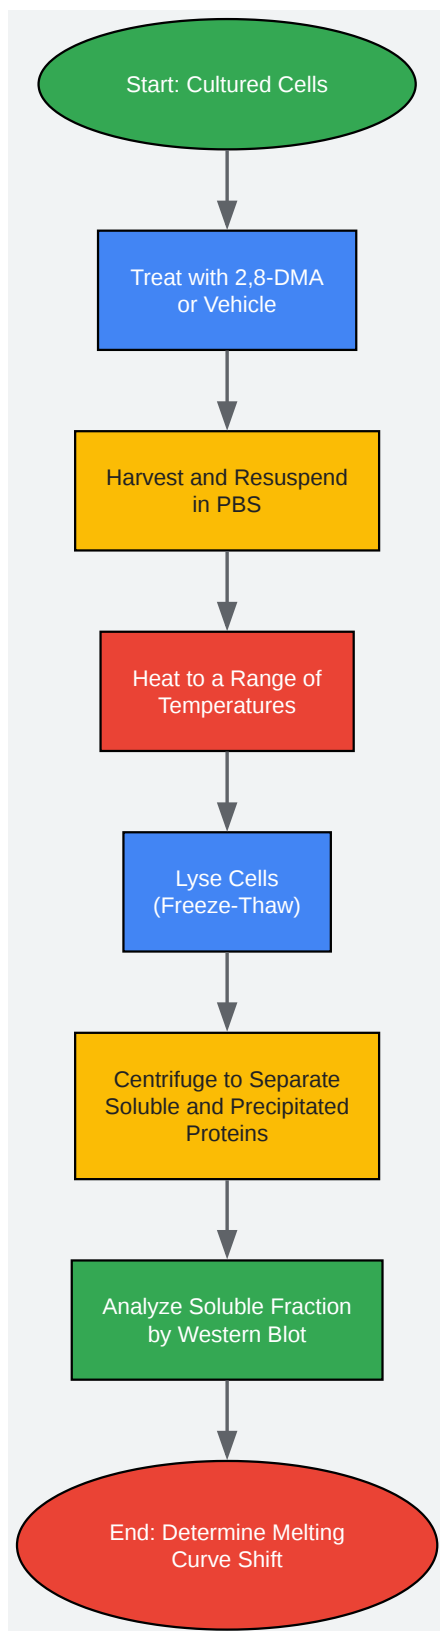 Start: Cultured Cells
Treat with 2,8-DMA
or Vehicle
Harvest and Resuspend
in PBS
Heat to a Range of
Temperatures
Lyse Cells
(Freeze-Thaw)
Centrifuge to Separate
Soluble and Precipitated
Proteins
Analyze Soluble Fraction
by Western Blot
End: Determine Melting
Curve Shift